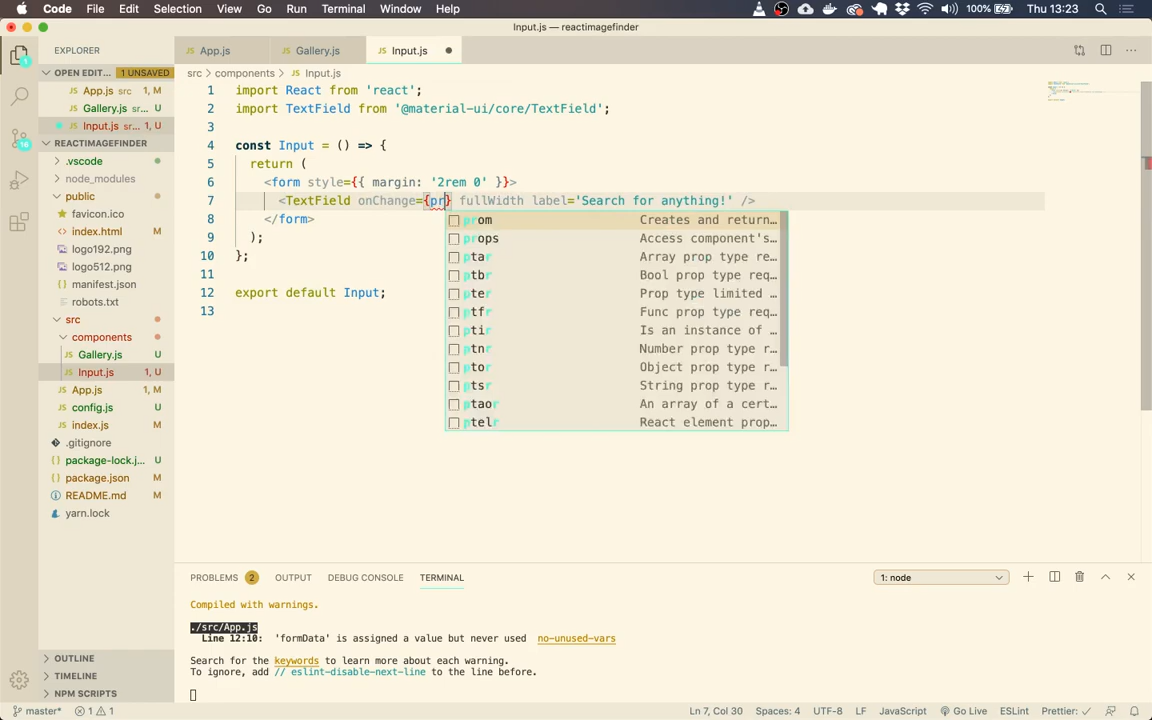 Code File Edit Selection View Go Run Terminal Window Help 100% Thu 13:23
Input.js — reactimagefinder
EXPLORER
App.js Gallery.js Input.js
OPEN EDIT... 1 UNSAVED
src > components > Input.js
App.js src 1, M
Gallery.js sr... U
Input.js sr... 1, U
REACTIMAGEFINDER
.vscode
node_modules
public
favicon.ico
index.html
logo192.png
logo512.png
manifest.json
robots.txt
src
components
Gallery.js U
Input.js 1, U
App.js 1, M
config.js U
index.js M
.gitignore
package-lock.j... U
package.json M
README.md M
yarn.lock
OUTLINE
TIMELINE
NPM SCRIPTS
1 import React from 'react';
2 import TextField from '@material-ui/core/TextField';
3
4 const Input = () => {
5 return (
6 <form style={{ margin: '2rem 0' }}>
7 <TextField onChange={pr} fullWidth label='Search for anything!' />
8 </form>
9 );
10 };
11
12 export default Input;
13
prom Creates and return...
props Access component's...
ptar Array prop type re...
ptbr Bool prop type req...
pter Prop type limited ...
ptfr Func prop type req...
ptir Is an instance of ...
ptnr Number prop type r...
ptor Object prop type r...
ptsr String prop type r...
ptaor An array of a cert...
ptelr React element prop...
PROBLEMS 2 OUTPUT DEBUG CONSOLE TERMINAL 1: node
Compiled with warnings.
./src/App.js
Line 12:10: 'formData' is assigned a value but never used no-unused-vars
Search for the keywords to learn more about each warning.
To ignore, add // eslint-disable-next-line to the line before.
master* 1 1 Ln 7, Col 30 Spaces: 4 UTF-8 LF JavaScript Go Live ESLint Prettier: ✓